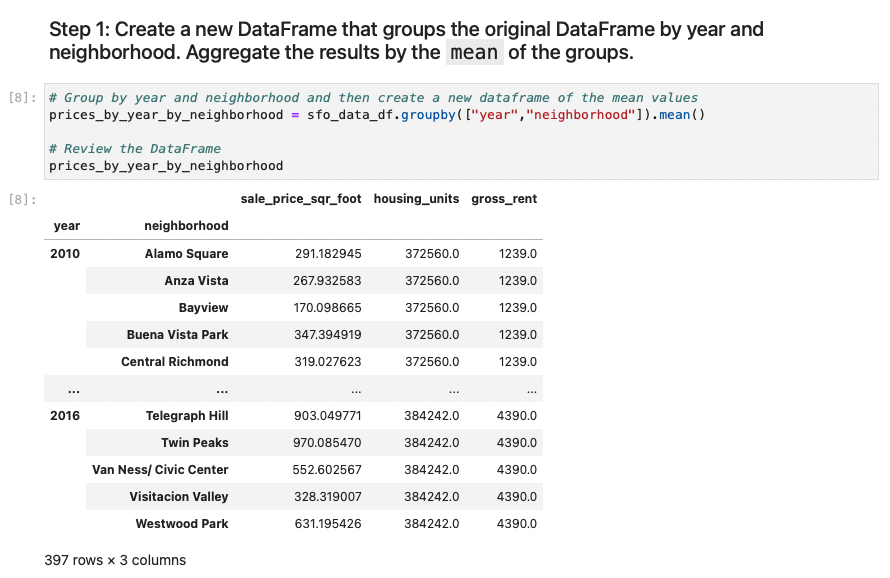 Step 1: Create a new DataFrame that groups the original DataFrame by year and
neighborhood. Aggregate the results by the mean of the groups.
[8]: # Group by year and neighborhood and then create a new dataframe of the mean values
prices_by_year_by_neighborhood = sfo_data_df.groupby(["year","neighborhood"]).mean()
# Review the DataFrame
prices_by_year_by_neighborhood
[8]: sale_price_sqr_foot housing_units gross_rent
year neighborhood
2010 Alamo Square 291.182945 372560.0 1239.0
Anza Vista 267.932583 372560.0 1239.0
Bayview 170.098665 372560.0 1239.0
Buena Vista Park 347.394919 372560.0 1239.0
Central Richmond 319.027623 372560.0 1239.0
... ... ... ... ...
2016 Telegraph Hill 903.049771 384242.0 4390.0
Twin Peaks 970.085470 384242.0 4390.0
Van Ness/ Civic Center 552.602567 384242.0 4390.0
Visitacion Valley 328.319007 384242.0 4390.0
Westwood Park 631.195426 384242.0 4390.0
397 rows × 3 columns